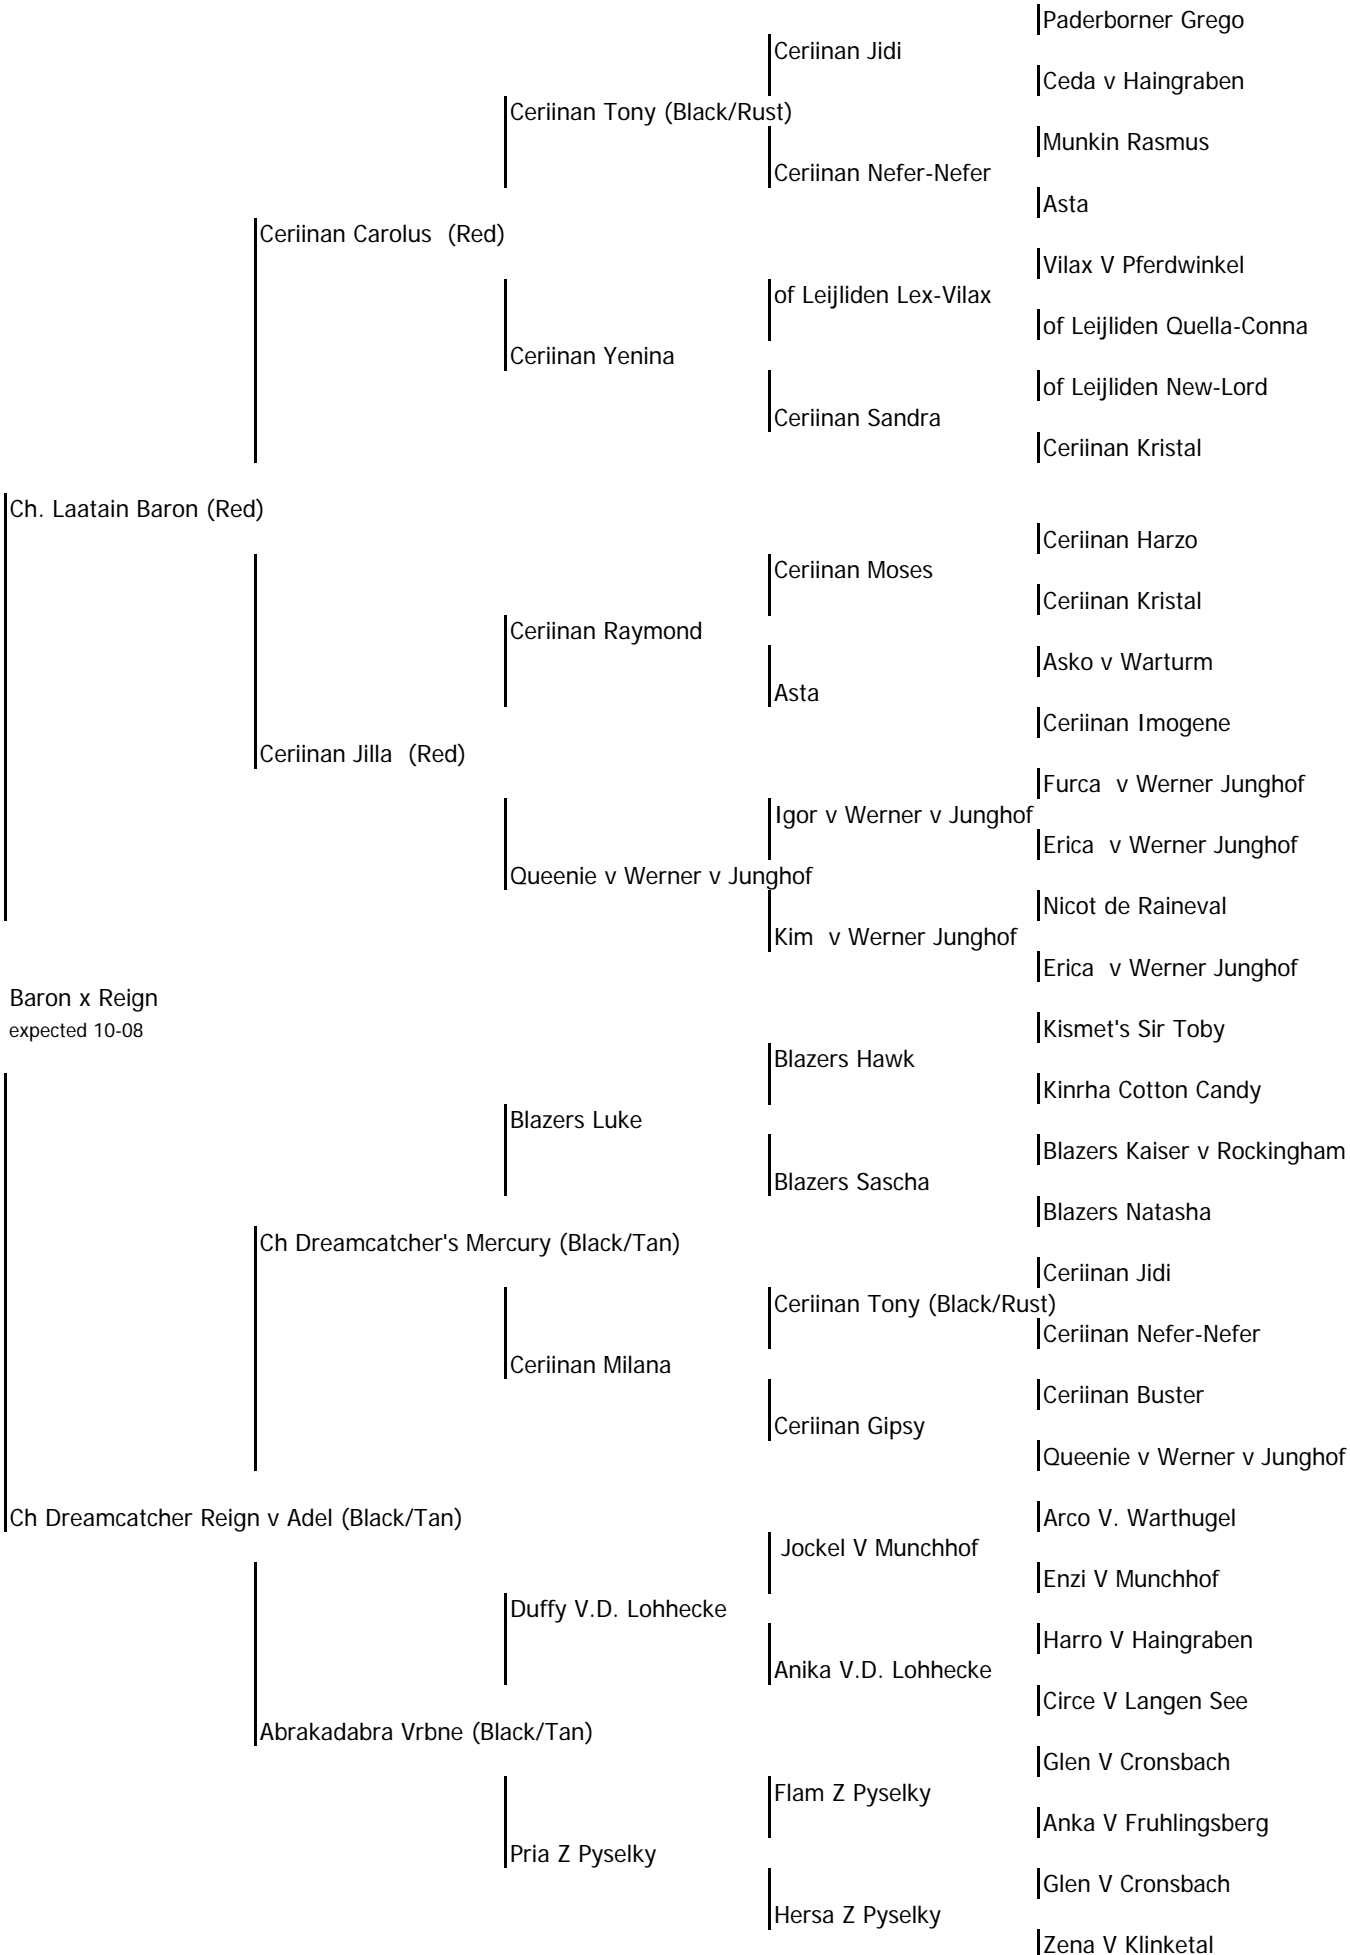 Paderborner Grego
Ceriinan Jidi
Ceda v Haingraben
Ceriinan Tony (Black/Rust)
Munkin Rasmus
Ceriinan Nefer-Nefer
Asta
Ceriinan Carolus (Red)
Vilax V Pferdwinkel
of Leijliden Lex-Vilax
of Leijliden Quella-Conna
Ceriinan Yenina
of Leijliden New-Lord
Ceriinan Sandra
Ceriinan Kristal
Ch. Laatain Baron (Red)
Ceriinan Harzo
Ceriinan Moses
Ceriinan Kristal
Ceriinan Raymond
Asko v Warturm
Asta
Ceriinan Imogene
Ceriinan Jilla (Red)
Furca v Werner Junghof
Igor v Werner v Junghof
Erica v Werner Junghof
Queenie v Werner v Junghof
Nicot de Raineval
Kim v Werner Junghof
Erica v Werner Junghof
Baron x Reign
expected 10-08
Kismet's Sir Toby
Blazers Hawk
Kinrha Cotton Candy
Blazers Luke
Blazers Kaiser v Rockingham
Blazers Sascha
Blazers Natasha
Ch Dreamcatcher's Mercury (Black/Tan)
Ceriinan Jidi
Ceriinan Tony (Black/Rust)
Ceriinan Nefer-Nefer
Ceriinan Milana
Ceriinan Buster
Ceriinan Gipsy
Queenie v Werner v Junghof
Ch Dreamcatcher Reign v Adel (Black/Tan)
Arco V. Warthugel
Jockel V Munchhof
Enzi V Munchhof
Duffy V.D. Lohhecke
Harro V Haingraben
Anika V.D. Lohhecke
Circe V Langen See
Abrakadabra Vrbne (Black/Tan)
Glen V Cronsbach
Flam Z Pyselky
Anka V Fruhlingsberg
Pria Z Pyselky
Glen V Cronsbach
Hersa Z Pyselky
Zena V Klinketal